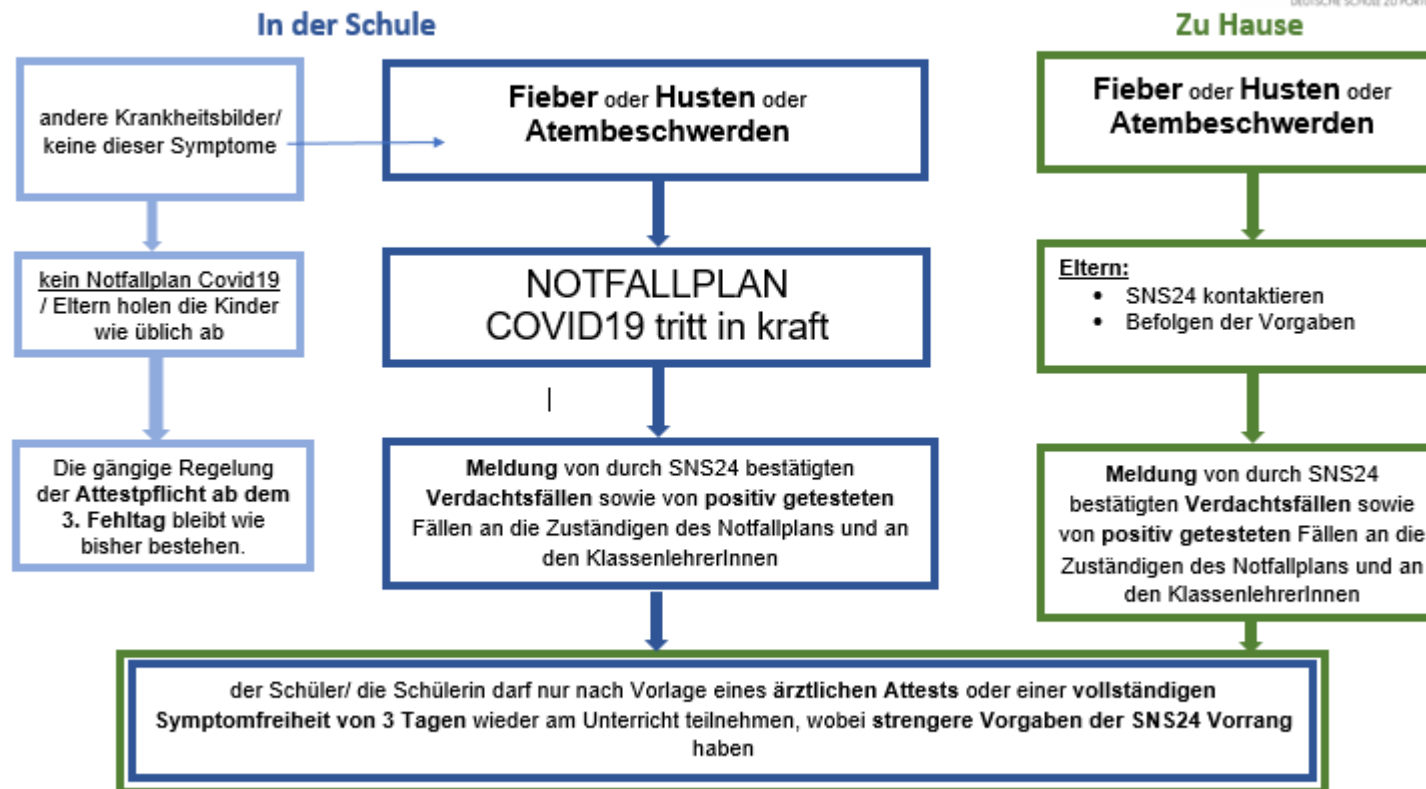 DEUTSCHE SCHULE ZU
In der Schule
Zu Hause
andere Krankheitsbilder/
keine dieser Symptome
Fieber oder Husten oder
Atembeschwerden
Fieber oder Husten oder
Atembeschwerden
kein Notfallplan Covid19
/ Eltern holen die Kinder
wie üblich ab
NOTFALLPLAN
COVID19 tritt in kraft
Eltern:
• SNS24 kontaktieren
• Befolgen der Vorgaben
Die gängige Regelung
der Attestpflicht ab dem
3. Fehltag bleibt wie
bisher bestehen.
Meldung von durch SNS24 bestätigten
Verdachtsfällen sowie von positiv getesteten
Fällen an die Zuständigen des Notfallplans und an
den KlassenlehrerInnen
Meldung von durch SNS24
bestätigten Verdachtsfällen sowie
von positiv getesteten Fällen an die
Zuständigen des Notfallplans und an
den KlassenlehrerInnen
der Schüler/ die Schülerin darf nur nach Vorlage eines ärztlichen Attests oder einer vollständigen
Symptomfreiheit von 3 Tagen wieder am Unterricht teilnehmen, wobei strengere Vorgaben der SNS24 Vorrang
haben